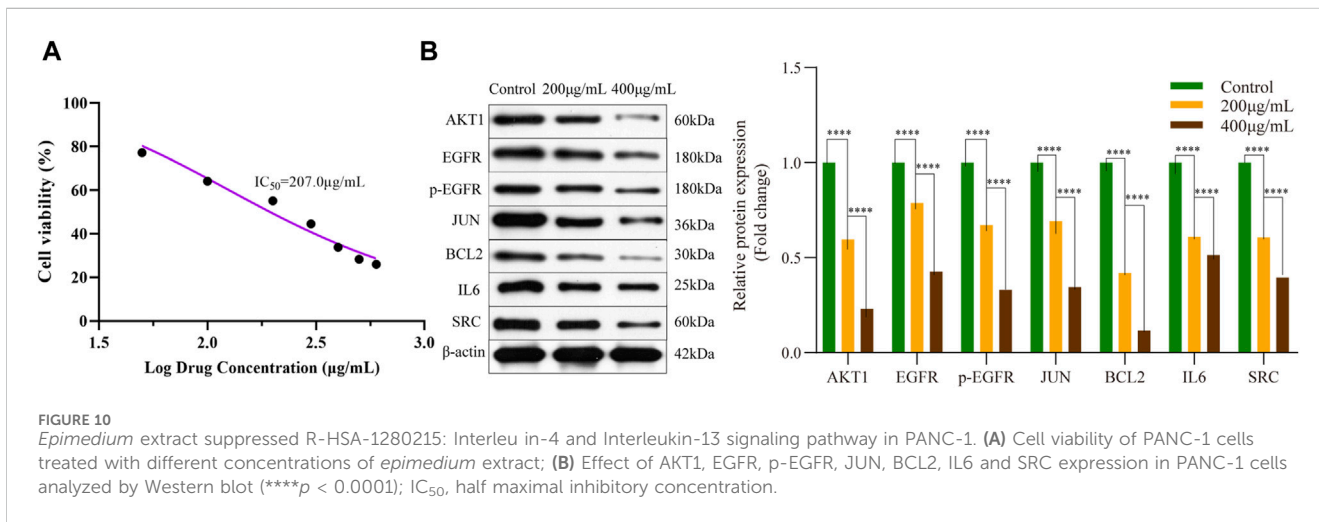 A
Cell viability (%)
100
80
60
40
20
0
IC50=207.0μg/mL
1.5
2.0
2.5
3.0
Log Drug Concentration (μg/mL)
B
Control 200μg/mL 400μg/mL
AKT1 60kDa
EGFR 180kDa
p-EGFR 180kDa
JUN 36kDa
BCL2 30kDa
IL6 25kDa
SRC 60kDa
β-actin 42kDa
Relative protein expression
(Fold change)
1.5
1.0
0.5
0.0
Control
200μg/mL
400μg/mL
**** **** **** **** **** **** ****
**** **** **** **** **** **** ****
AKT1 EGFR p-EGFR JUN BCL2 IL6 SRC
FIGURE 10
Epimedium extract suppressed R-HSA-1280215: Interleu in-4 and Interleukin-13 signaling pathway in PANC-1. (A) Cell viability of PANC-1 cells
treated with different concentrations of epimedium extract; (B) Effect of AKT1, EGFR, p-EGFR, JUN, BCL2, IL6 and SRC expression in PANC-1 cells
analyzed by Western blot (****p < 0.0001); IC50, half maximal inhibitory concentration.